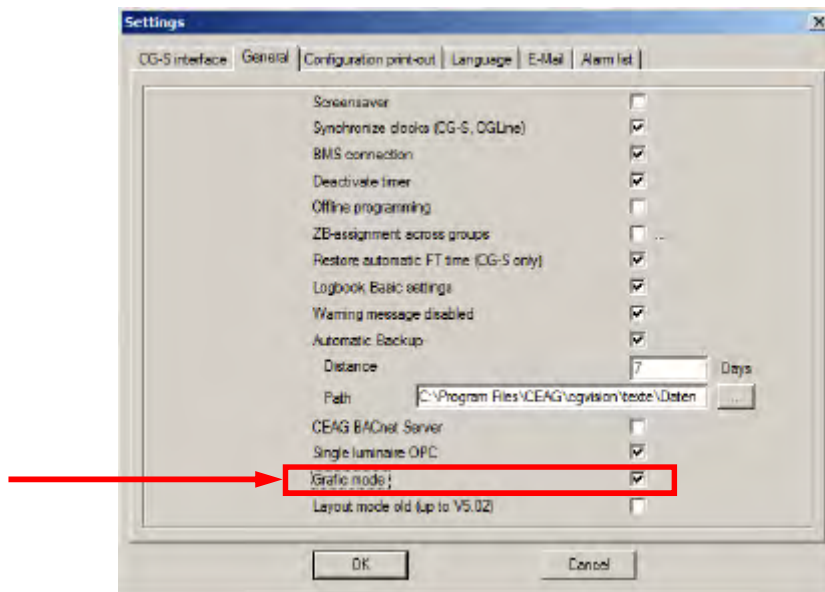 Settings
CG-S interface General Configuration print-out Language E-Mail Alarm list
Screensaver
Synchronize clocks (CG-S, CGLine)
BMS connection
Deactivate timer
Offline programming
ZB-assignment across groups ...
Restore automatic FT time (CG-S only)
Logbook Basic settings
Warning message disabled
Automatic Backup
Distance 7 Days
Path C:\Program Files\CEAG\cgvision\texte\Daten ...
CEAG BACnet Server
Single luminaire OPC
Grafic mode
Layout mode old (up to V5.02)
OK Cancel